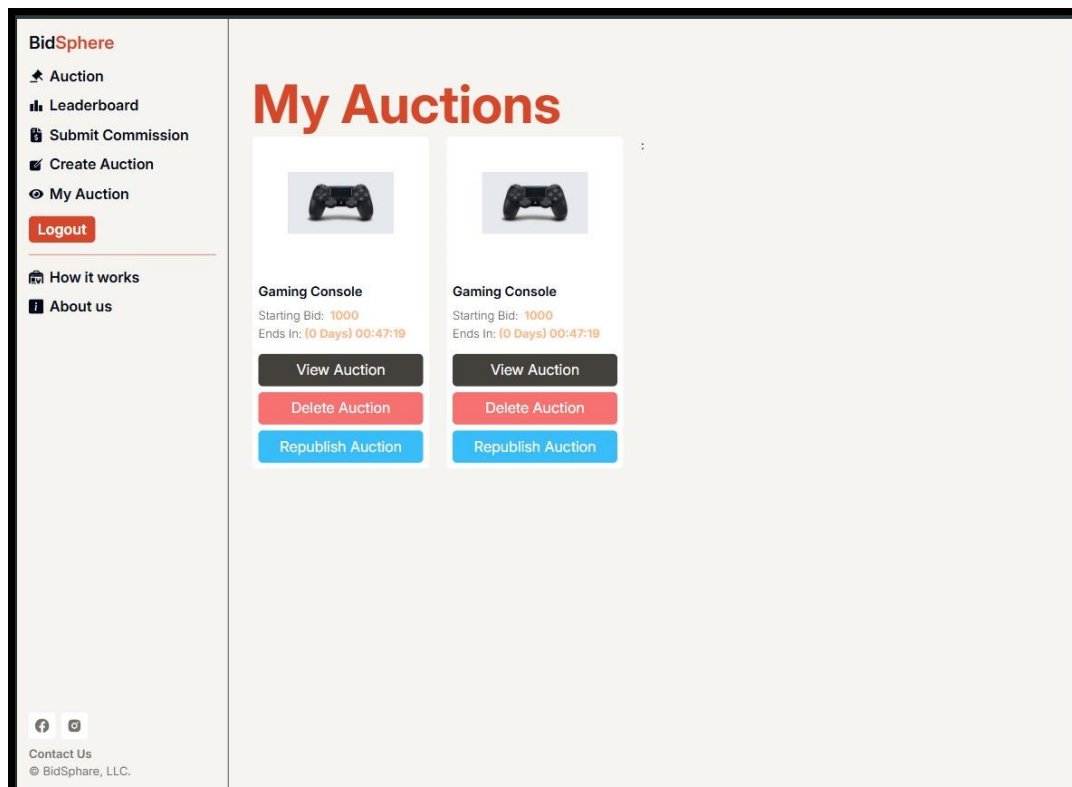 BidSphere
Auction
Leaderboard
Submit Commission
Create Auction
My Auction
Logout
How it works
About us
Contact Us
© BidSphare, LLC.
My Auctions
Gaming Console
Starting Bid: 1000
Ends In: (0 Days) 00:47:19
View Auction
Delete Auction
Republish Auction
Gaming Console
Starting Bid: 1000
Ends In: (0 Days) 00:47:19
View Auction
Delete Auction
Republish Auction
: